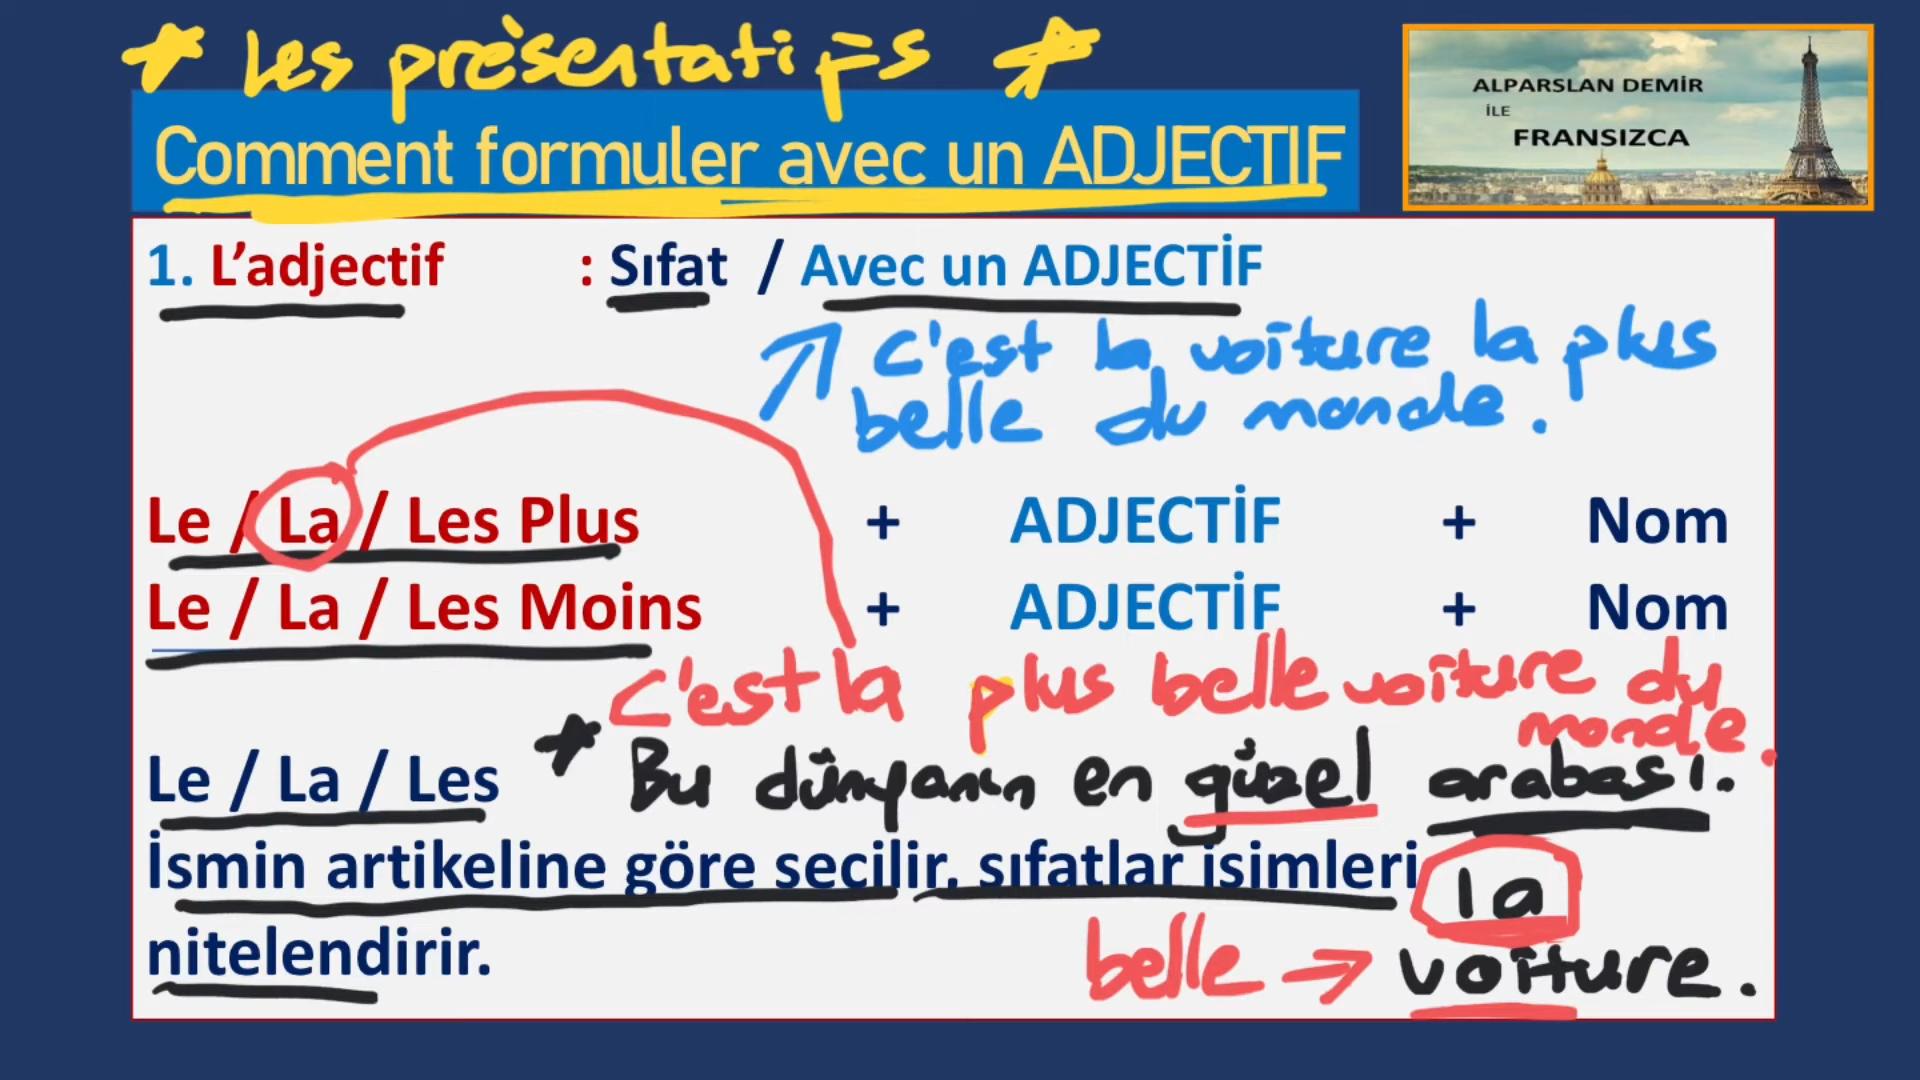 * Les présentatifs *
Comment formuler avec un ADJECTIF
ALPARSLAN DEMİR
İLE
FRANSIZCA
1. L’adjectif : Sıfat / Avec un ADJECTİF
C'est la voiture la plus
belle du monde.
Le / La / Les Plus + ADJECTİF + Nom
Le / La / Les Moins + ADJECTİF + Nom
C'est la plus belle voiture du
monde.
Le / La / Les * Bu dünyanın en güzel arabası.
İsmin artikeline göre seçilir, sıfatlar isimleri
la
nitelendirir.
belle → voiture.